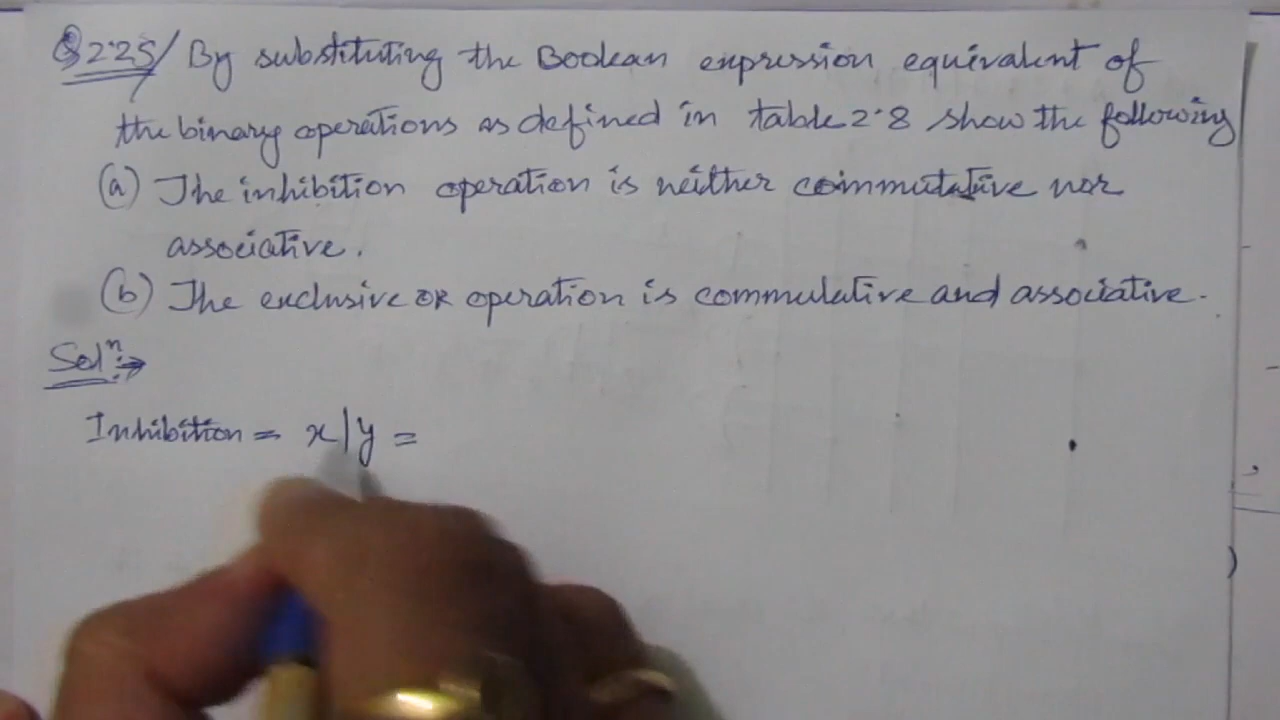 Q2.25/ By substituting the Boolean expression equivalent of
the binary operations as defined in table 2.8 show the following
(a) The inhibition operation is neither commutative nor
associative.
(b) The exclusive OR operation is commulative and associative.
Solⁿ:→
Inhibition = x/y =